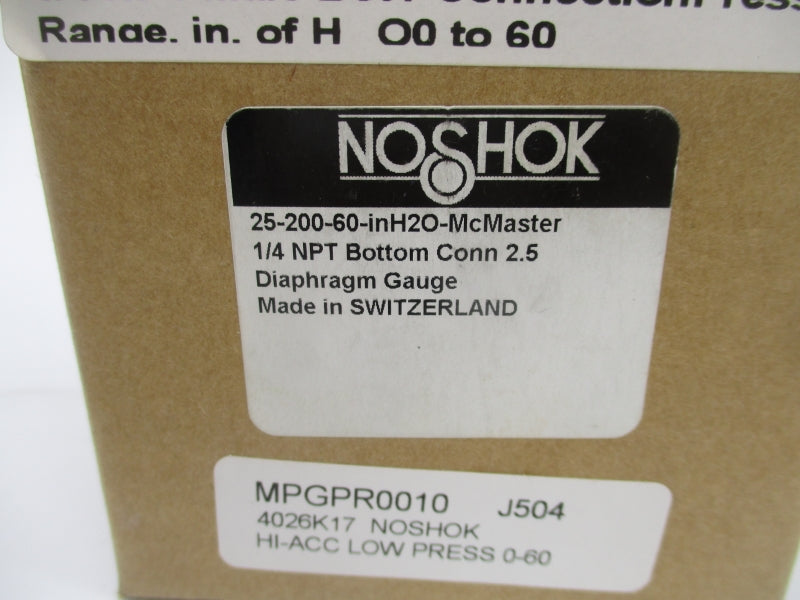 Range. in. of H O0 to 60
NOSHOK
25-200-60-inH2O-McMaster
1/4 NPT Bottom Conn 2.5
Diaphragm Gauge
Made in SWITZERLAND
MPGPR0010 J504
4026K17 NOSHOK
HI-ACC LOW PRESS 0-60